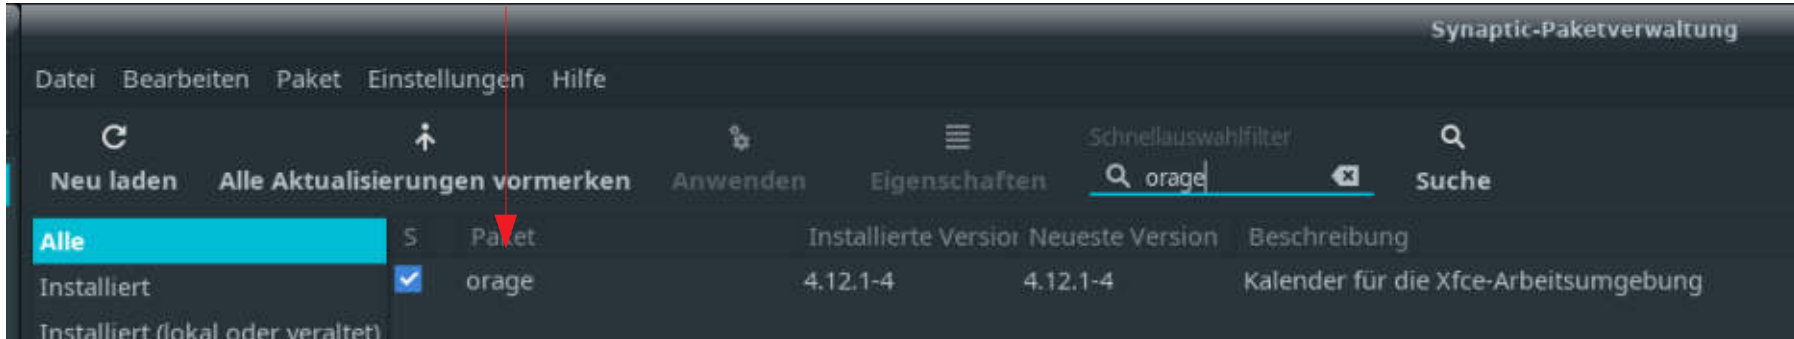 Synaptic-Paketverwaltung
Datei Bearbeiten Paket Einstellungen Hilfe
Schnellauswahlfilter
Neu laden Alle Aktualisierungen vormerken Anwenden Eigenschaften orage Suche
Alle S Paket Installierte Version Neueste Version Beschreibung
Installiert orage 4.12.1-4 4.12.1-4 Kalender für die Xfce-Arbeitsumgebung
Installiert (lokal oder veraltet)